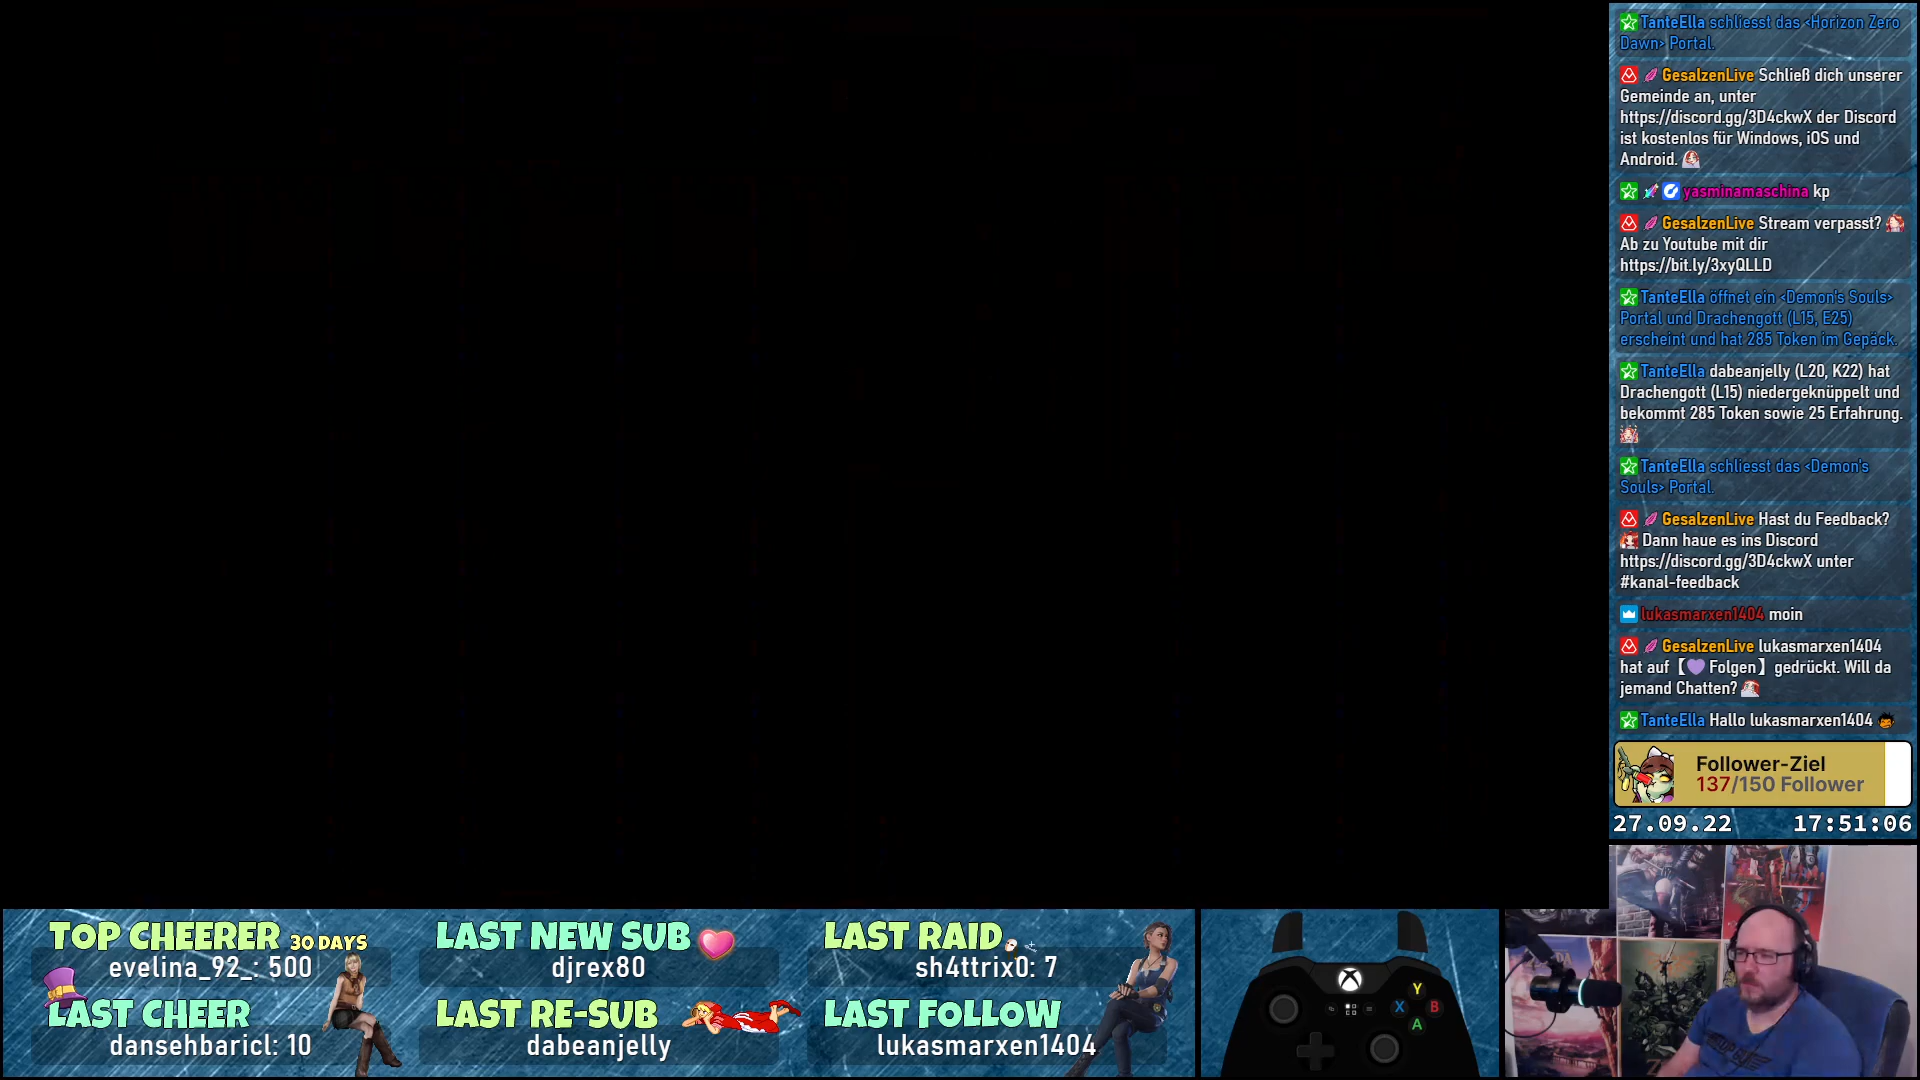 TanteElla schliesst das <Horizon Zero
Dawn> Portal.
GesalzenLive Schließ dich unserer
Gemeinde an, unter
https://discord.gg/3D4ckwX der Discord
ist kostenlos für Windows, iOS und
Android.
yasminamaschina kp
GesalzenLive Stream verpasst?
Ab zu Youtube mit dir
https://bit.ly/3xyQLLD
TanteElla öffnet ein <Demon's Souls>
Portal und Drachengott (L15, E25)
erscheint und hat 285 Token im Gepäck.
TanteElla dabeanjelly (L20, K22) hat
Drachengott (L15) niedergeknüppelt und
bekommt 285 Token sowie 25 Erfahrung.
TanteElla schliesst das <Demon's
Souls> Portal.
GesalzenLive Hast du Feedback?
Dann haue es ins Discord
https://discord.gg/3D4ckwX unter
#kanal-feedback
lukasmarxen1404 moin
GesalzenLive lukasmarxen1404
hat auf【💜 Folgen】gedrückt. Will da
jemand Chatten?
TanteElla Hallo lukasmarxen1404
Follower-Ziel
137/150 Follower
27.09.22 17:51:06
TOP CHEERER 30 DAYS
evelina_92_: 500
LAST CHEER
dansehbaricl: 10
LAST NEW SUB
djrex80
LAST RE-SUB
dabeanjelly
LAST RAID
sh4ttrix0: 7
LAST FOLLOW
lukasmarxen1404
Y
X
B
A